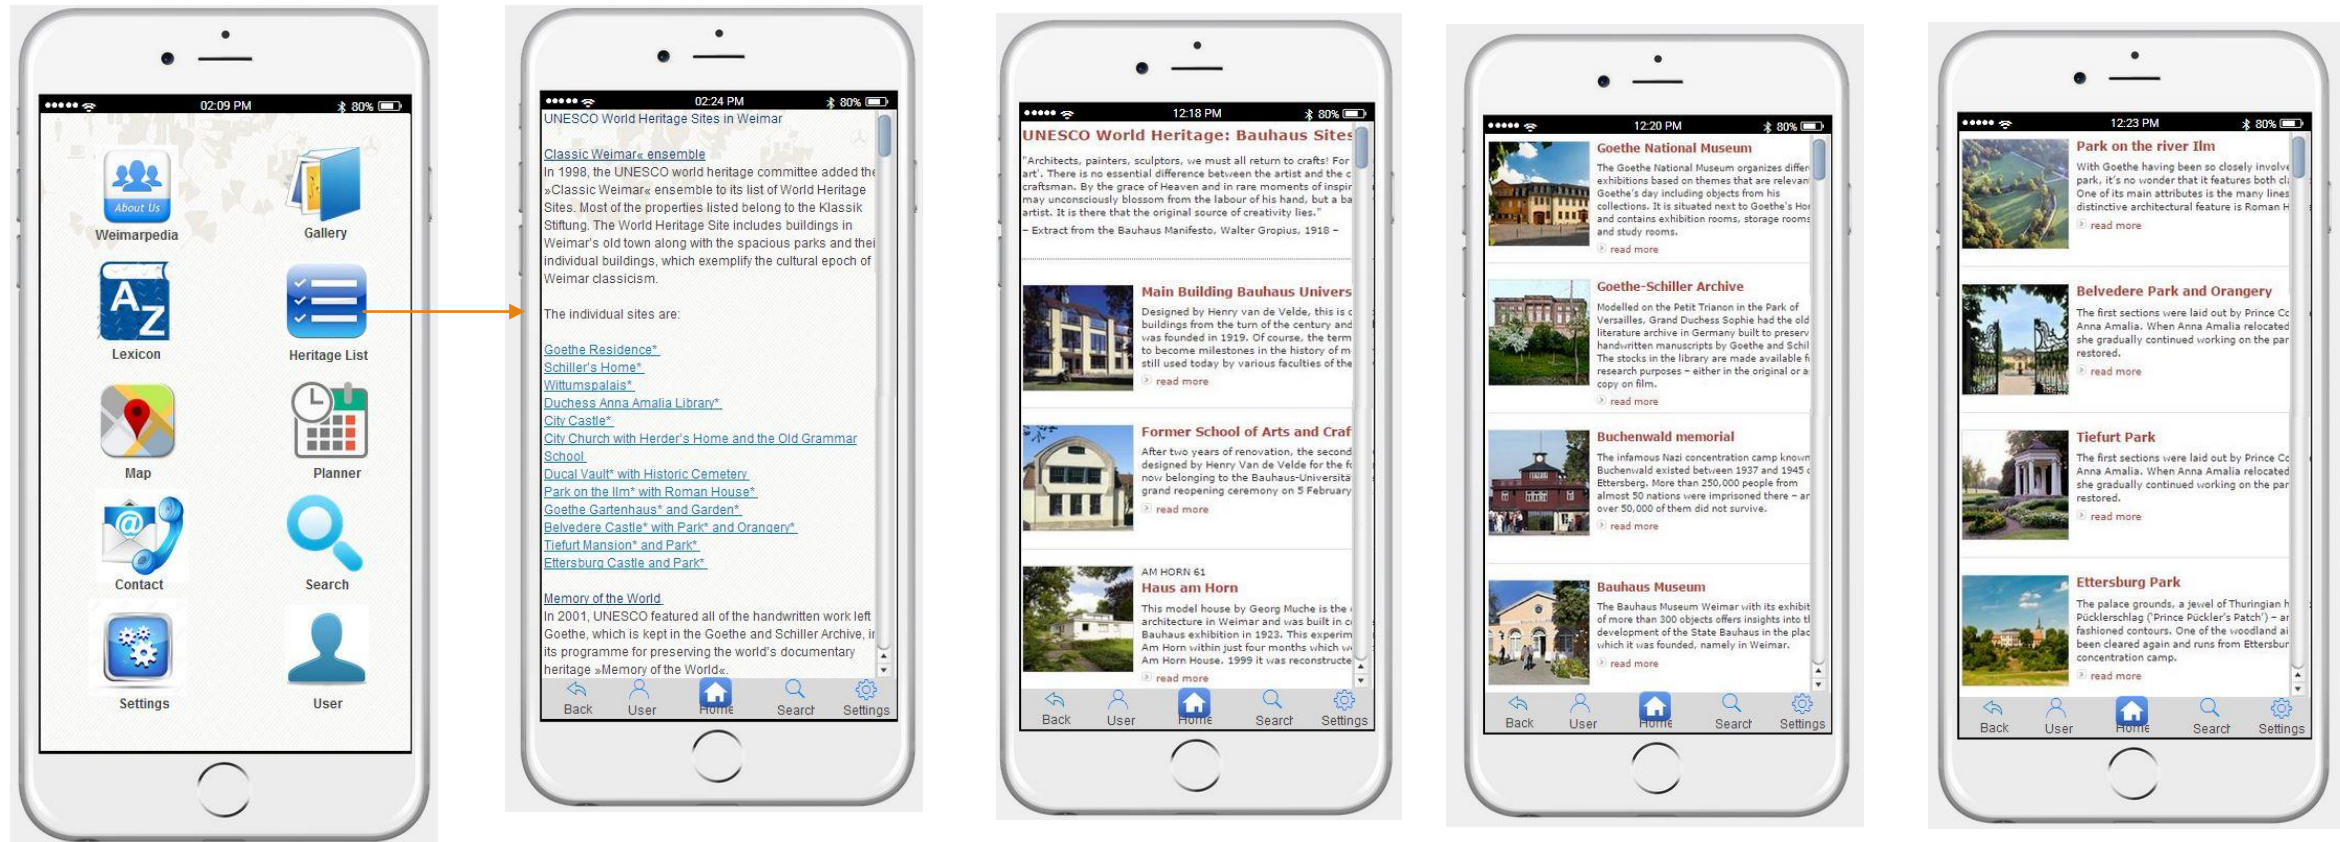 02:09 PM
80%
About Us
Weimarpedia
Gallery
A
Z
Lexicon
Heritage List
Map
Planner
@
Contact
Search
Settings
User
02:24 PM
80%
UNESCO World Heritage Sites in Weimar
Classic Weimar« ensemble
In 1998, the UNESCO world heritage committee added the
»Classic Weimar« ensemble to its list of World Heritage
Sites. Most of the properties listed belong to the Klassik
Stiftung. The World Heritage Site includes buildings in
Weimar's old town along with the spacious parks and thei
individual buildings, which exemplify the cultural epoch of
Weimar classicism.
The individual sites are:
Goethe Residence*
Schiller's Home*
Wittumspalais*
Duchess Anna Amalia Library*
City Castle*
City Church with Herder's Home and the Old Grammar
School
Ducal Vault* with Historic Cemetery
Park on the Ilm* with Roman House*
Goethe Gartenhaus* and Garden*
Belvedere Castle* with Park* and Orangery*
Tiefurt Mansion* and Park*
Ettersburg Castle and Park*
Memory of the World
In 2001, UNESCO featured all of the handwritten work left
Goethe, which is kept in the Goethe and Schiller Archive, in
its programme for preserving the world's documentary
heritage »Memory of the World«.
Back
User
Home
Search
Settings
12:18 PM
80%
UNESCO World Heritage: Bauhaus Sites
"Architects, painters, sculptors, we must all return to crafts! For
art'. There is no essential difference between the artist and the c
craftsman. By the grace of Heaven and in rare moments of inspir
may unconsciously blossom from the labour of his hand, but a ba
artist. It is there that the original source of creativity lies."
– Extract from the Bauhaus Manifesto, Walter Gropius, 1918 –
Main Building Bauhaus Univers
Designed by Henry van de Velde, this is c
buildings from the turn of the century and
was founded in 1919. Of course, the term
to become milestones in the history of m
still used today by various faculties of the
read more
Former School of Arts and Craf
After two years of renovation, the second
designed by Henry Van de Velde for the fo
now belonging to the Bauhaus-Universita
grand reopening ceremony on 5 February
read more
AM HORN 61
Haus am Horn
This model house by Georg Muche is the
architecture in Weimar and was built in c
Bauhaus exhibition in 1923. This experim
Am Horn within just four months which w
Am Horn House. 1999 it was reconstructe
read more
Back
User
Home
Search
Settings
12:20 PM
80%
Goethe National Museum
The Goethe National Museum organizes differ
exhibitions based on themes that are relevan
Goethe's day including objects from his
collections. It is situated next to Goethe's Ho
and contains exhibition rooms, storage rooms
and study rooms.
read more
Goethe-Schiller Archive
Modelled on the Petit Trianon in the Park of
Versailles, Grand Duchess Sophie had the old
literature archive in Germany built to preserv
handwritten manuscripts by Goethe and Schil
The stocks in the library are made available f
research purposes – either in the original or a
copy on film.
read more
Buchenwald memorial
The infamous Nazi concentration camp known
Buchenwald existed between 1937 and 1945
Ettersberg. More than 250,000 people from
almost 50 nations were imprisoned there – ar
over 50,000 of them did not survive.
read more
Bauhaus Museum
The Bauhaus Museum Weimar with its exhibit
of more than 300 objects offers insights into t
development of the State Bauhaus in the plac
which it was founded, namely in Weimar.
read more
Back
User
Home
Search
Settings
12:23 PM
80%
Park on the river Ilm
With Goethe having been so closely involve
park, it's no wonder that it features both cl
One of its main attributes is the many lines
distinctive architectural feature is Roman H
read more
Belvedere Park and Orangery
The first sections were laid out by Prince Co
Anna Amalia. When Anna Amalia relocated
she gradually continued working on the par
restored.
read more
Tiefurt Park
The first sections were laid out by Prince Co
Anna Amalia. When Anna Amalia relocated
she gradually continued working on the par
restored.
read more
Ettersburg Park
The palace grounds, a jewel of Thuringian h
Pücklerschlag ('Prince Pückler's Patch') – ar
fashioned contours. One of the woodland ai
been cleared again and runs from Ettersbur
concentration camp.
read more
Back
User
Home
Search
Settings